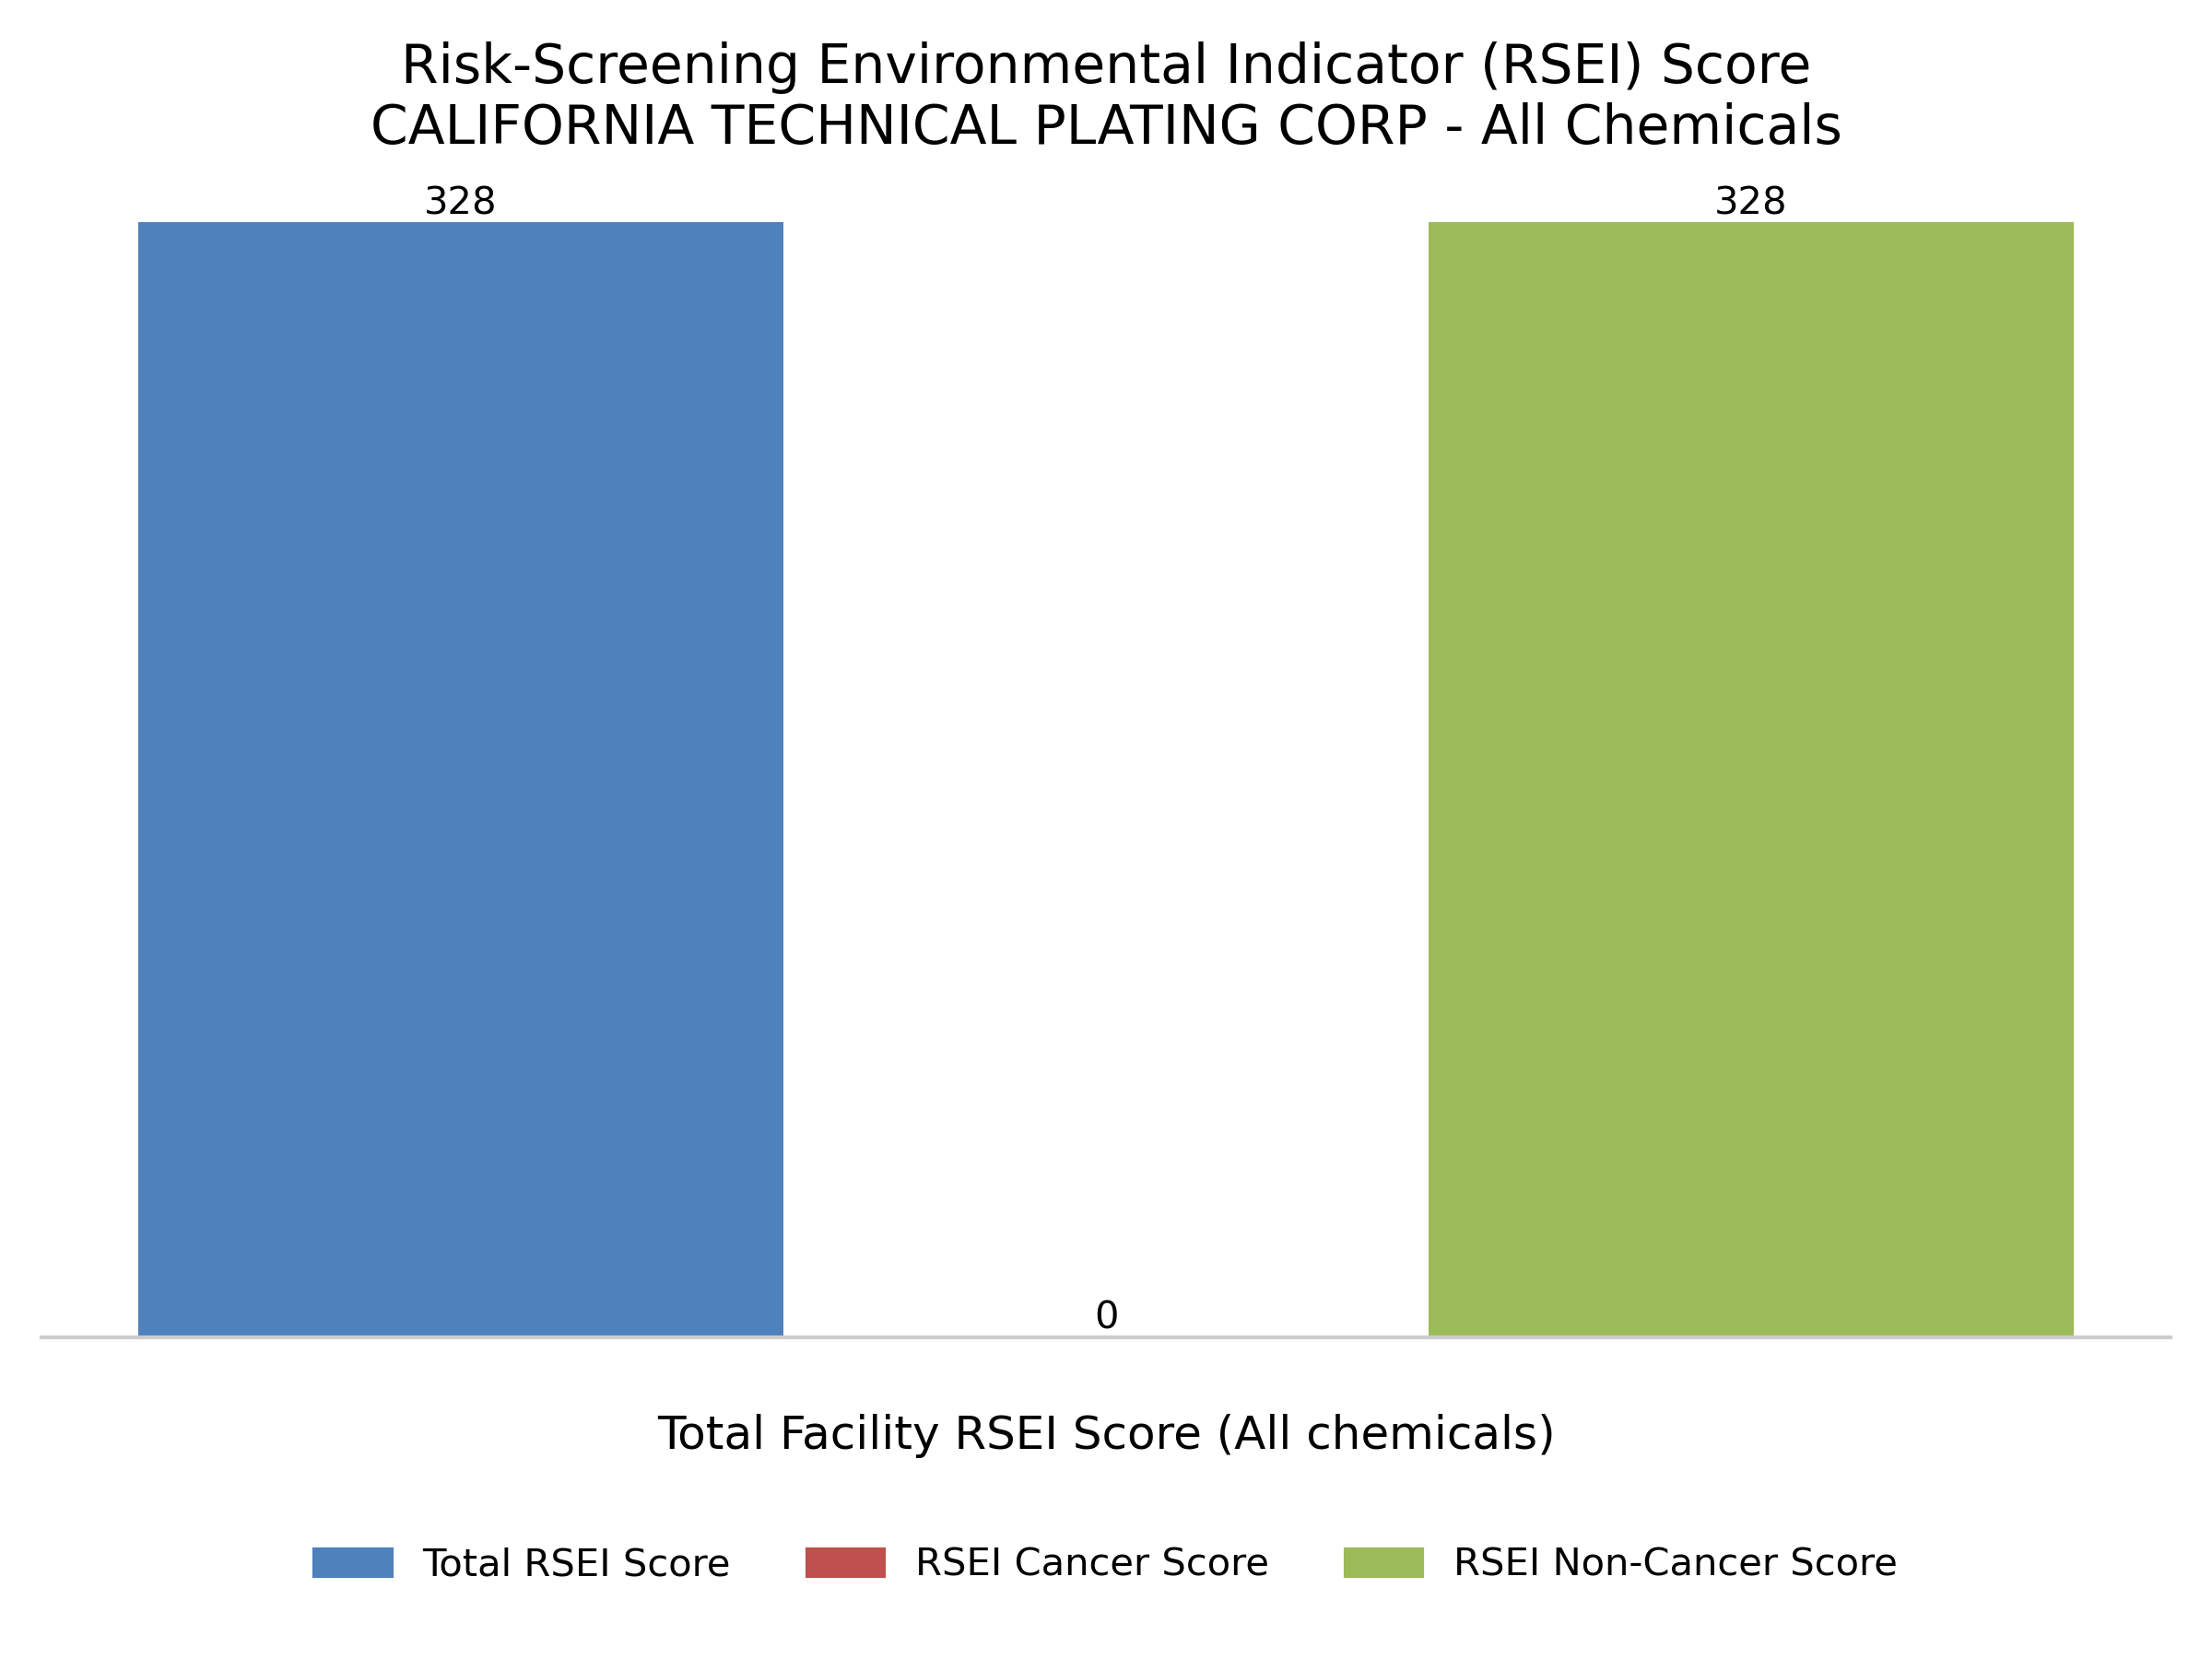 Risk-Screening Environmental Indicator (RSEI) Score
CALIFORNIA TECHNICAL PLATING CORP - All Chemicals
328
328
0
Total Facility RSEI Score (All chemicals)
Total RSEI Score
RSEI Cancer Score
RSEI Non-Cancer Score